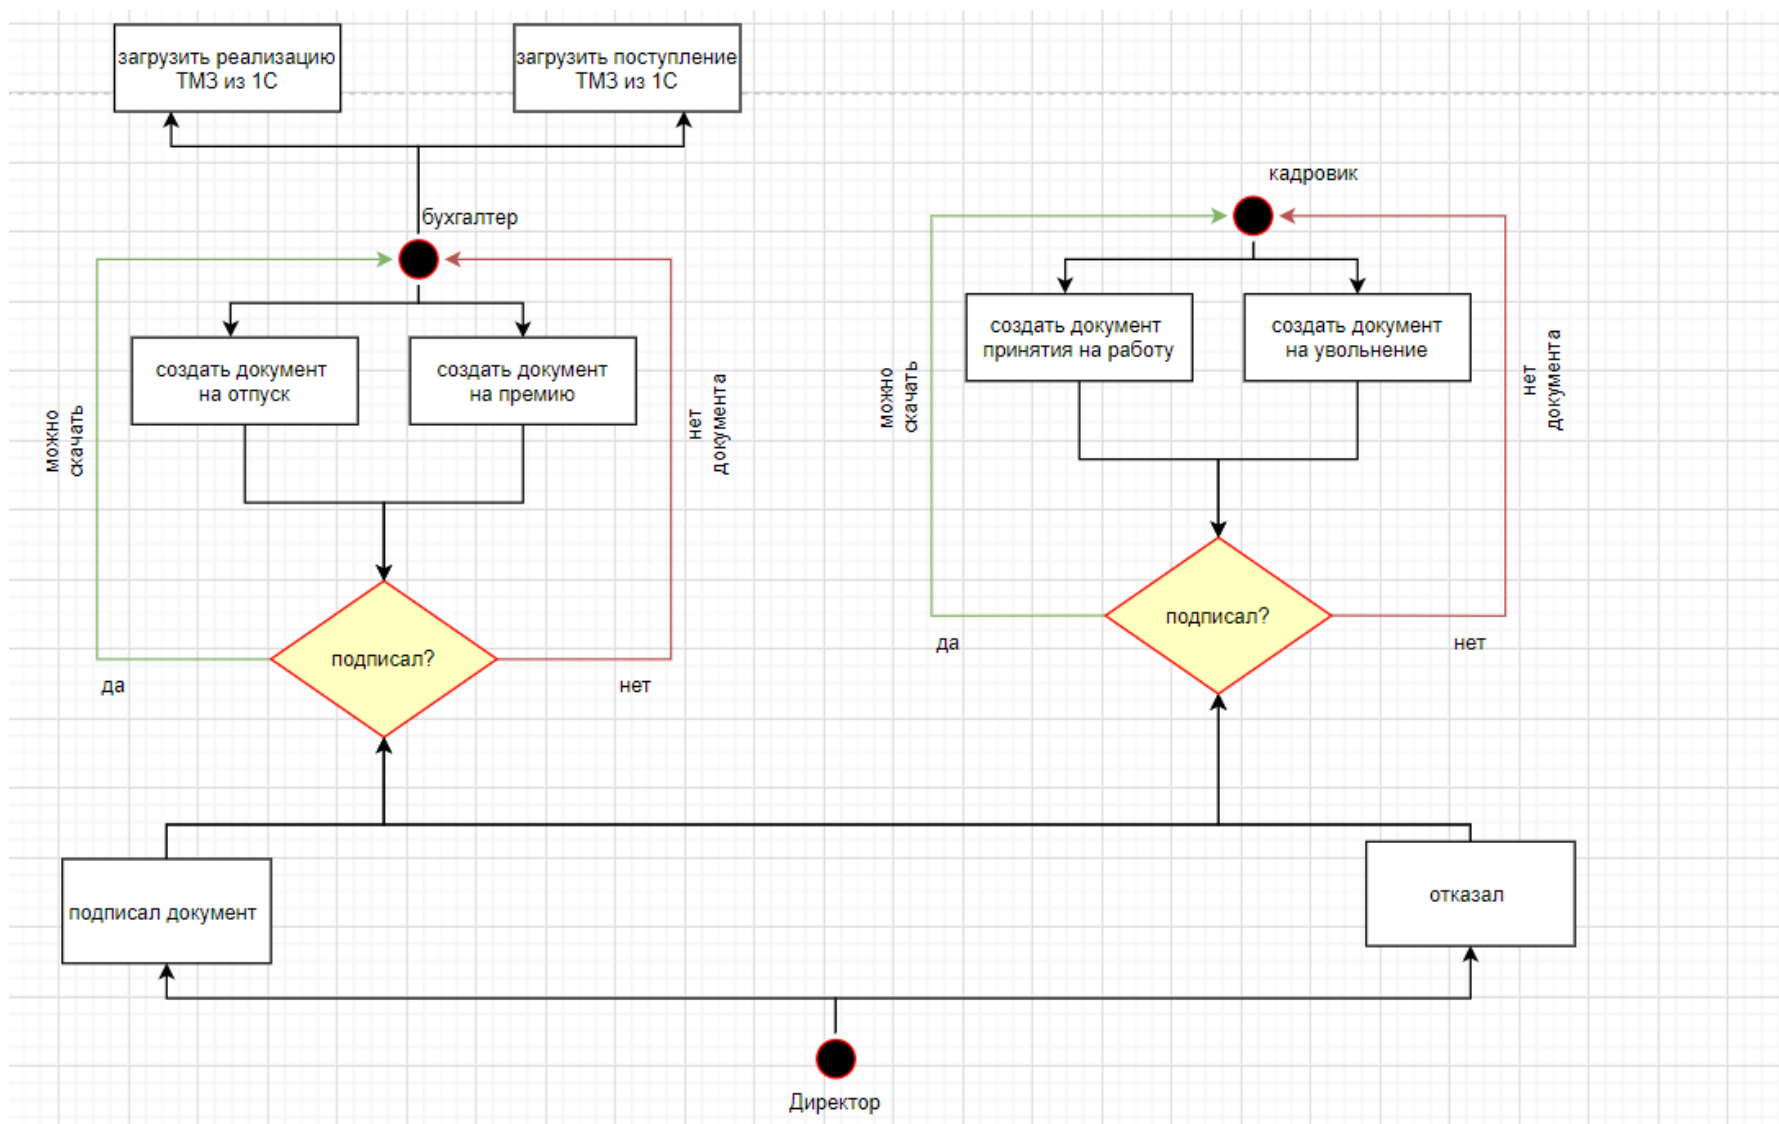 загрузить реализацию
ТМЗ из 1С
загрузить поступление
ТМЗ из 1С
бухгалтер
кадровик
создать документ
на отпуск
создать документ
на премию
можно
скачать
нет
документа
создать документ
принятия на работу
создать документ
на увольнение
можно
скачать
нет
документа
подписал?
да
нет
подписал?
да
нет
подписал документ
отказал
Директор